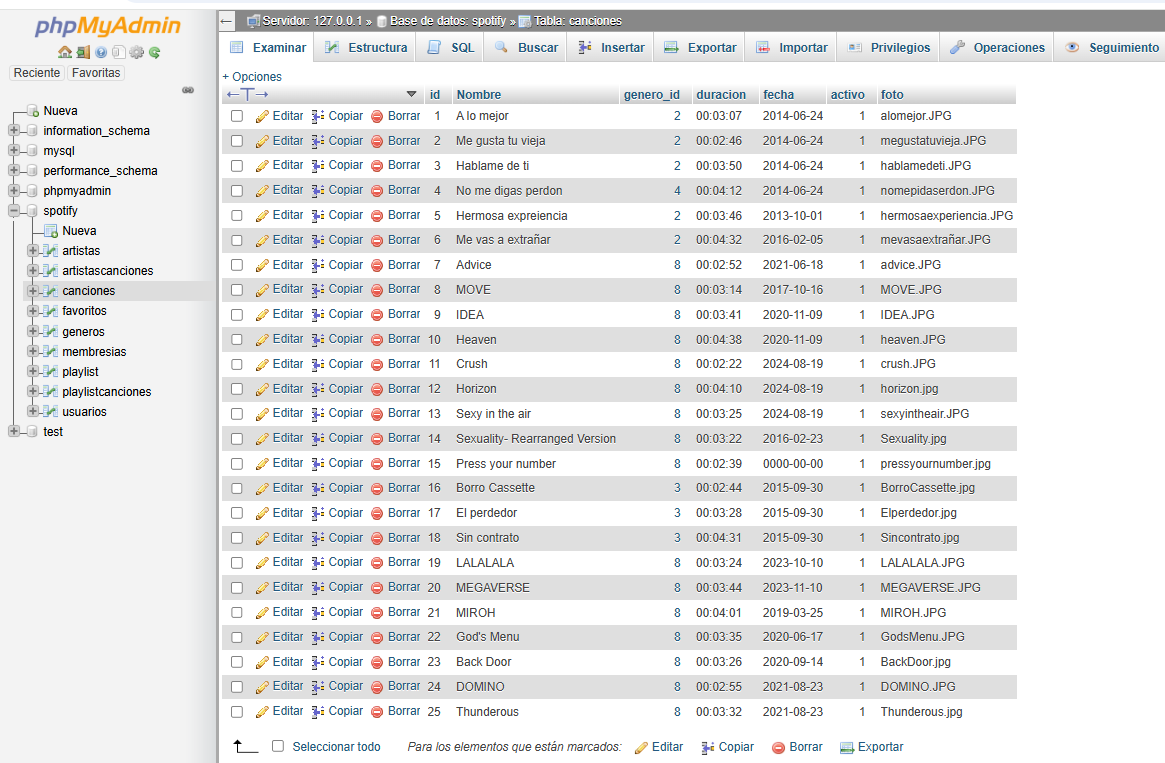 phpMyAdmin
Reciente Favoritas
Nueva
information_schema
mysql
performance_schema
phpmyadmin
spotify
Nueva
artistas
artistascanciones
canciones
favoritos
generos
membresias
playlist
playlistcanciones
usuarios
test
Servidor: 127.0.0.1 » Base de datos: spotify » Tabla: canciones
Examinar Estructura SQL Buscar Insertar Exportar Importar Privilegios Operaciones Seguimiento
+ Opciones
←T→ id Nombre genero_id duracion fecha activo foto
Editar Copiar Borrar 1 A lo mejor 2 00:03:07 2014-06-24 1 alomejor.JPG
Editar Copiar Borrar 2 Me gusta tu vieja 2 00:02:46 2014-06-24 1 megustatuvieja.JPG
Editar Copiar Borrar 3 Hablame de ti 2 00:03:50 2014-06-24 1 hablamedeti.JPG
Editar Copiar Borrar 4 No me digas perdon 4 00:04:12 2014-06-24 1 nomepidaserdon.JPG
Editar Copiar Borrar 5 Hermosa expreiencia 2 00:03:46 2013-10-01 1 hermosaexperiencia.JPG
Editar Copiar Borrar 6 Me vas a extrañar 2 00:04:32 2016-02-05 1 mevasaextrañar.JPG
Editar Copiar Borrar 7 Advice 8 00:02:52 2021-06-18 1 advice.JPG
Editar Copiar Borrar 8 MOVE 8 00:03:14 2017-10-16 1 MOVE.JPG
Editar Copiar Borrar 9 IDEA 8 00:03:41 2020-11-09 1 IDEA.JPG
Editar Copiar Borrar 10 Heaven 8 00:04:38 2020-11-09 1 heaven.JPG
Editar Copiar Borrar 11 Crush 8 00:02:22 2024-08-19 1 crush.JPG
Editar Copiar Borrar 12 Horizon 8 00:04:10 2024-08-19 1 horizon.jpg
Editar Copiar Borrar 13 Sexy in the air 8 00:03:25 2024-08-19 1 sexyintheair.JPG
Editar Copiar Borrar 14 Sexuality- Rearranged Version 8 00:03:22 2016-02-23 1 Sexuality.jpg
Editar Copiar Borrar 15 Press your number 8 00:02:39 0000-00-00 1 pressyournumber.jpg
Editar Copiar Borrar 16 Borro Cassette 3 00:02:44 2015-09-30 1 BorroCassette.jpg
Editar Copiar Borrar 17 El perdedor 3 00:03:28 2015-09-30 1 Elperdedor.jpg
Editar Copiar Borrar 18 Sin contrato 3 00:04:31 2015-09-30 1 Sincontrato.jpg
Editar Copiar Borrar 19 LALALALA 8 00:03:24 2023-10-10 1 LALALALA.JPG
Editar Copiar Borrar 20 MEGAVERSE 8 00:03:44 2023-11-10 1 MEGAVERSE.JPG
Editar Copiar Borrar 21 MIROH 8 00:04:01 2019-03-25 1 MIROH.JPG
Editar Copiar Borrar 22 God's Menu 8 00:03:35 2020-06-17 1 GodsMenu.JPG
Editar Copiar Borrar 23 Back Door 8 00:03:26 2020-09-14 1 BackDoor.jpg
Editar Copiar Borrar 24 DOMINO 8 00:02:55 2021-08-23 1 DOMINO.JPG
Editar Copiar Borrar 25 Thunderous 8 00:03:32 2021-08-23 1 Thunderous.jpg
Seleccionar todo Para los elementos que están marcados: Editar Copiar Borrar Exportar